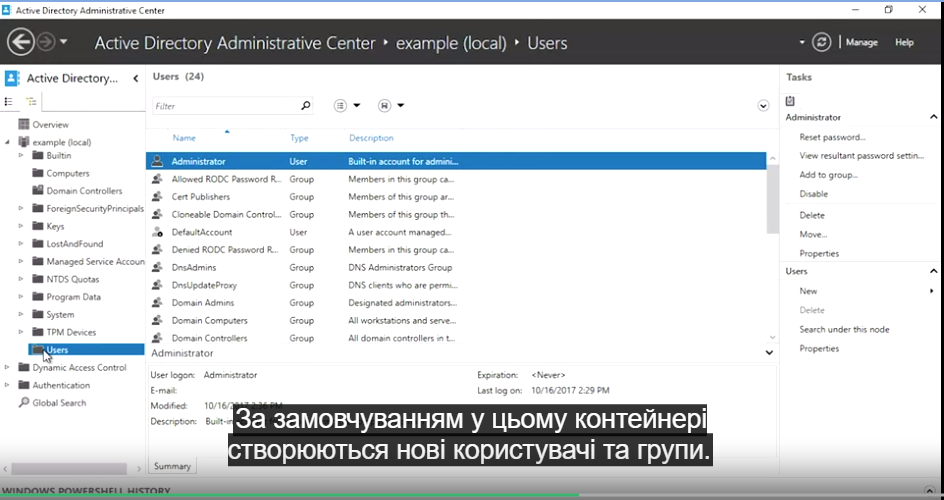 Active Directory Administrative Center
Active Directory Administrative Center › example (local) › Users
Manage
Help
Active Directory...
Overview
example (local)
Builtin
Computers
Domain Controllers
ForeignSecurityPrincipals
Keys
LostAndFound
Managed Service Accoun
NTDS Quotas
Program Data
System
TPM Devices
Users
Dynamic Access Control
Authentication
Global Search
Users (24)
Filter
Name Type Description
Administrator User Built-in account for admini...
Allowed RODC Password R... Group Members in this group ca...
Cert Publishers Group Members of this group ar...
Cloneable Domain Control... Group Members of this group th...
DefaultAccount User A user account managed...
Denied RODC Password R... Group Members in this group ca...
DnsAdmins Group DNS Administrators Group
DnsUpdateProxy Group DNS clients who are permi...
Domain Admins Group Designated administrators...
Domain Computers Group All workstations and serve...
Domain Controllers Group All domain controllers in t...
Administrator
User logon: Administrator
E-mail:
Modified: 10/16/2017 2:36 PM
Description: Built-in
Expiration: <Never>
Last log on: 10/16/2017 2:29 PM
Summary
Tasks
Administrator
Reset password...
View resultant password settin...
Add to group...
Disable
Delete
Move...
Properties
Users
New
Delete
Search under this node
Properties
За замовчуванням у цьому контейнері
створюються нові користувачі та групи.
WINDOWS POWERSHELL HISTORY